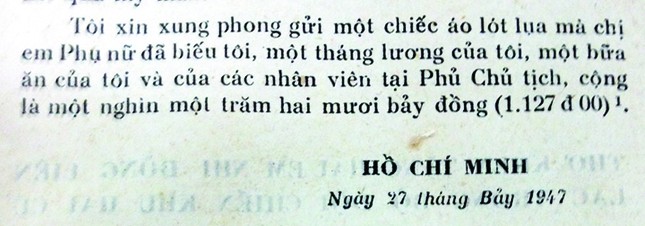 Tôi xin xung phong gửi một chiếc áo lót lụa mà chị
em Phụ nữ đã biếu tôi, một tháng lương của tôi, một bữa
ăn của tôi và của các nhân viên tại Phủ Chủ tịch, cộng
là một nghìn một trăm hai mươi bảy đồng (1.127 đ 00)¹.
HỒ CHÍ MINH
Ngày 27 tháng Bảy 1947